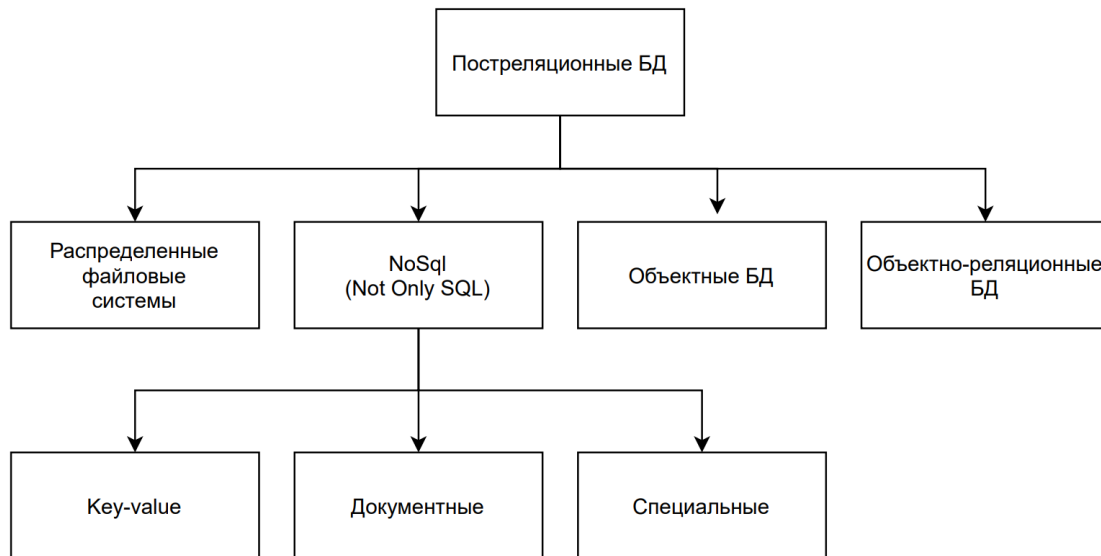 Постреляционные БД
Распределенные
файловые
системы
NoSql
(Not Only SQL)
Объектные БД
Объектно-реляционные
БД
Key-value
Документные
Специальные